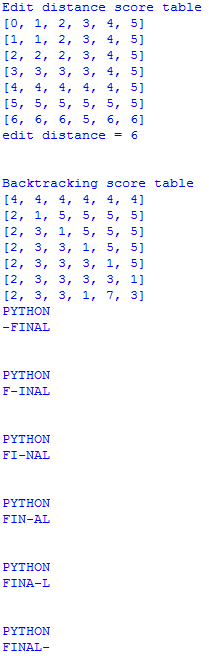 Edit distance score table
[0, 1, 2, 3, 4, 5]
[1, 1, 2, 3, 4, 5]
[2, 2, 2, 3, 4, 5]
[3, 3, 3, 3, 4, 5]
[4, 4, 4, 4, 4, 5]
[5, 5, 5, 5, 5, 5]
[6, 6, 6, 5, 6, 6]
edit distance = 6
Backtracking score table
[4, 4, 4, 4, 4, 4]
[2, 1, 5, 5, 5, 5]
[2, 3, 1, 5, 5, 5]
[2, 3, 3, 1, 5, 5]
[2, 3, 3, 3, 1, 5]
[2, 3, 3, 3, 3, 1]
[2, 3, 3, 1, 7, 3]
PYTHON
-FINAL
PYTHON
F-INAL
PYTHON
FI-NAL
PYTHON
FIN-AL
PYTHON
FINA-L
PYTHON
FINAL-